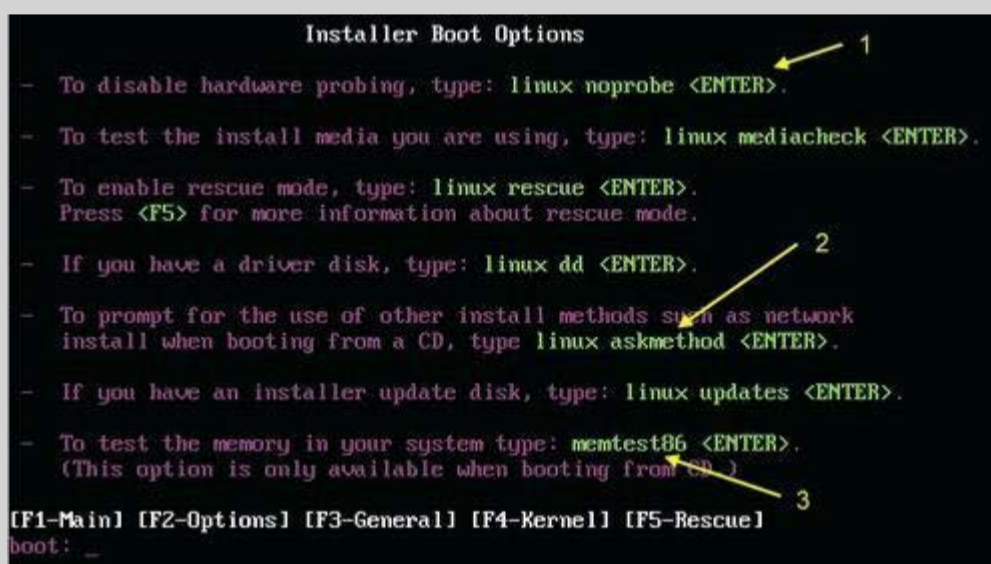 Installer Boot Options
1
- To disable hardware probing, type: linux noprobe <ENTER>.
- To test the install media you are using, type: linux mediacheck <ENTER>.
- To enable rescue mode, type: linux rescue <ENTER>.
Press <F5> for more information about rescue mode.
2
- If you have a driver disk, type: linux dd <ENTER>.
- To prompt for the use of other install methods such as network
install when booting from a CD, type linux askmethod <ENTER>.
- If you have an installer update disk, type: linux updates <ENTER>.
- To test the memory in your system type: memtest86 <ENTER>.
(This option is only available when booting from CD.)
3
[F1-Main] [F2-Options] [F3-General] [F4-Kernel] [F5-Rescue]
boot: _